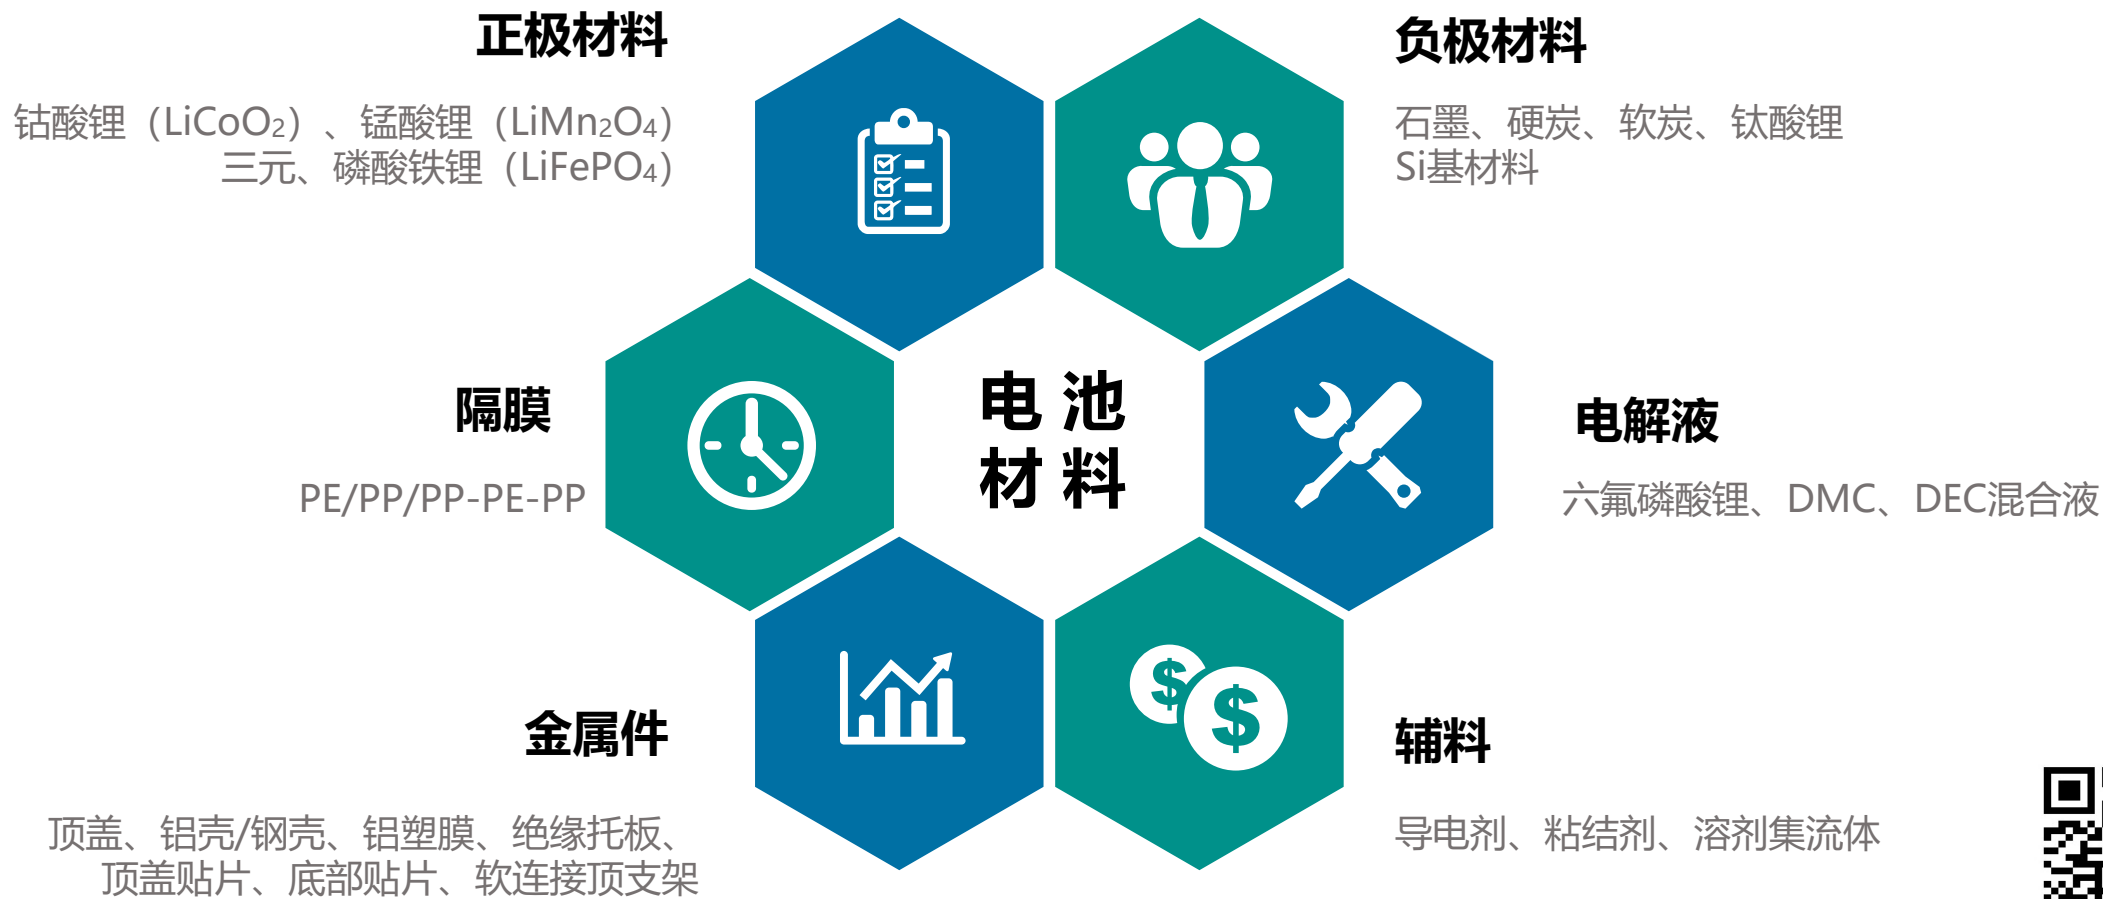 正极材料
钴酸锂（LiCoO₂）、锰酸锂（LiMn₂O₄）
三元、磷酸铁锂（LiFePO₄）
负极材料
石墨、硬炭、软炭、钛酸锂
Si基材料
隔膜
PE/PP/PP-PE-PP
电池
材料
电解液
六氟磷酸锂、DMC、DEC混合液
金属件
顶盖、铝壳/钢壳、铝塑膜、绝缘托板、
顶盖贴片、底部贴片、软连接顶支架
辅料
导电剂、粘结剂、溶剂集流体
$
$